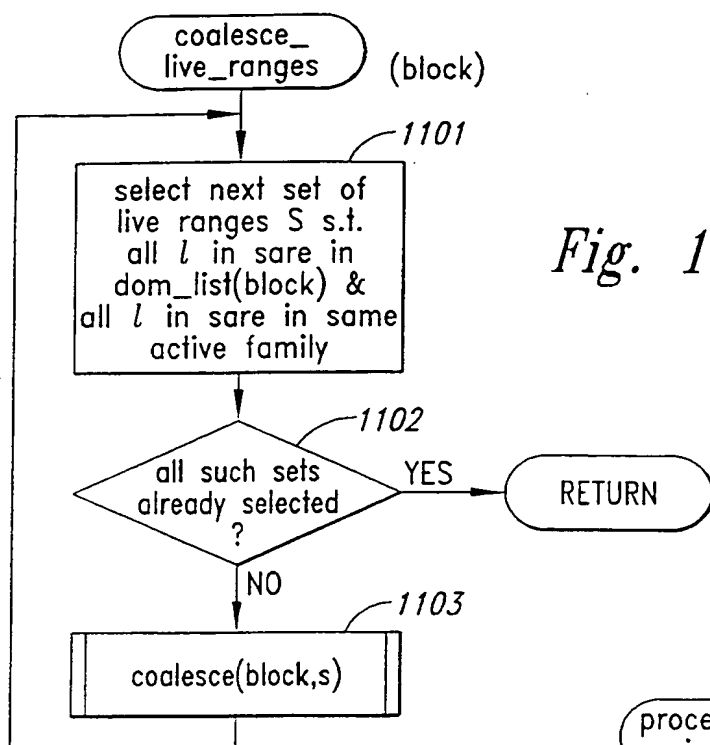 coalesce_
live_ranges
(block)
1101
select next set of
live ranges S s.t.
all l in sare in
dom_list(block) &
all l in sare in same
active family
Fig. 1
1102
all such sets
already selected
?
YES
RETURN
NO
1103
coalesce(block,s)